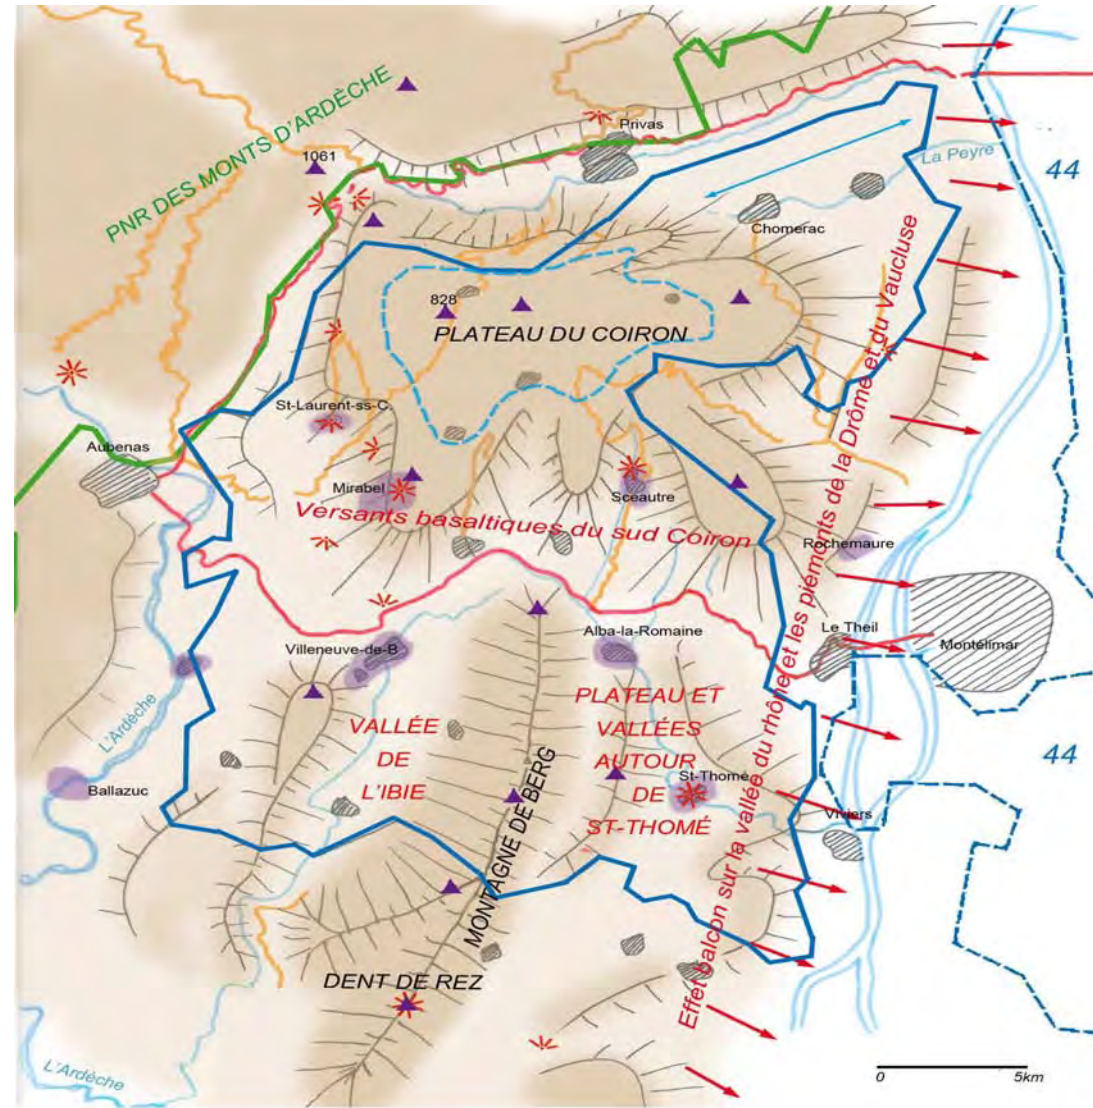 PNR DES MONTS D'ARDÈCHE
1061
Privas
La Peyre
44
Chomerac
828
PLATEAU DU COIRON
St-Laurent-ss-C.
Aubenas
Mirabel
Sceautre
Versants basaltiques du sud Coiron
Rochemaure
Effet balcon sur la vallée du rhône et les piémonts de la Drôme et du Vaucluse
Villeneuve-de-B
Alba-la-Romaine
Le Theil
Montélimar
L'Ardèche
VALLÉE
DE
L'IBIE
PLATEAU ET
VALLÉES
AUTOUR
DE
ST-THOMÉ
St-Thomé
44
Ballazuc
MONTAGNE DE BERG
Viviers
DENT DE REZ
L'Ardèche
0
5km